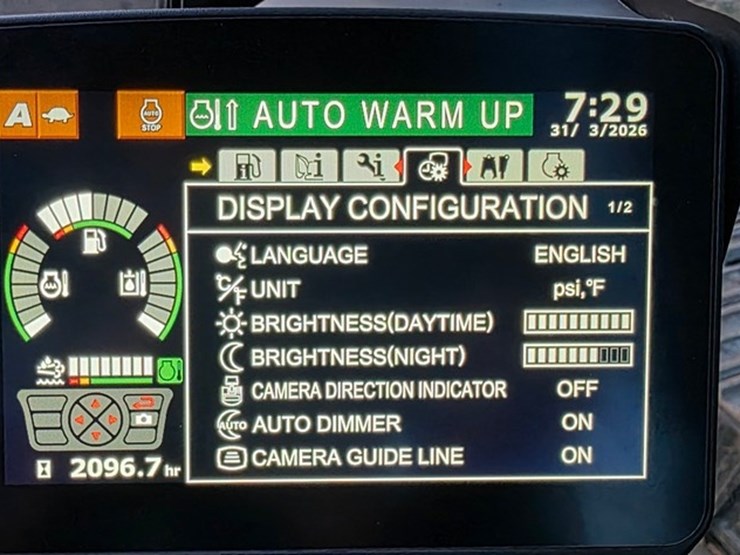 A
AUTO
STOP
AUTO WARM UP
7:29
31/ 3/2026
DISPLAY CONFIGURATION 1/2
LANGUAGE ENGLISH
°C/°F UNIT psi,°F
BRIGHTNESS(DAYTIME)
BRIGHTNESS(NIGHT)
CAMERA DIRECTION INDICATOR OFF
AUTO AUTO DIMMER ON
CAMERA GUIDE LINE ON
2096.7 hr